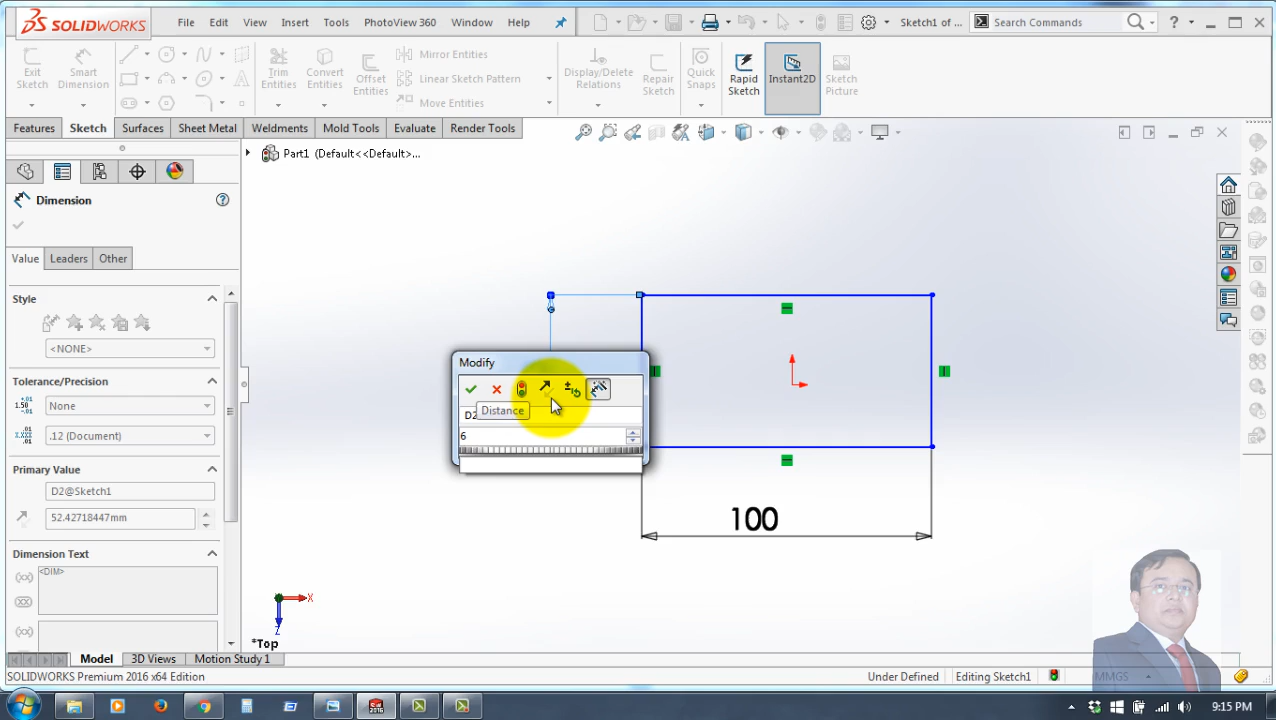 SOLIDWORKS
File Edit View Insert Tools PhotoView 360 Window Help
Sketch1 of ...
Search Commands
Exit Sketch
Smart Dimension
Trim Entities
Convert Entities
Offset Entities
Mirror Entities
Linear Sketch Pattern
Move Entities
Display/Delete Relations
Repair Sketch
Quick Snaps
Rapid Sketch
Instant2D
Sketch Picture
Features Sketch Surfaces Sheet Metal Weldments Mold Tools Evaluate Render Tools
Part1 (Default<<Default>...
Dimension
Value Leaders Other
Style
<NONE>
Tolerance/Precision
None
.12 (Document)
Primary Value
D2@Sketch1
52.42718447mm
Dimension Text
<DIM>
Modify
D2
Distance
6
100
X
Z
*Top
Model 3D Views Motion Study 1
SOLIDWORKS Premium 2016 x64 Edition
Under Defined
Editing Sketch1
MMGS
9:15 PM